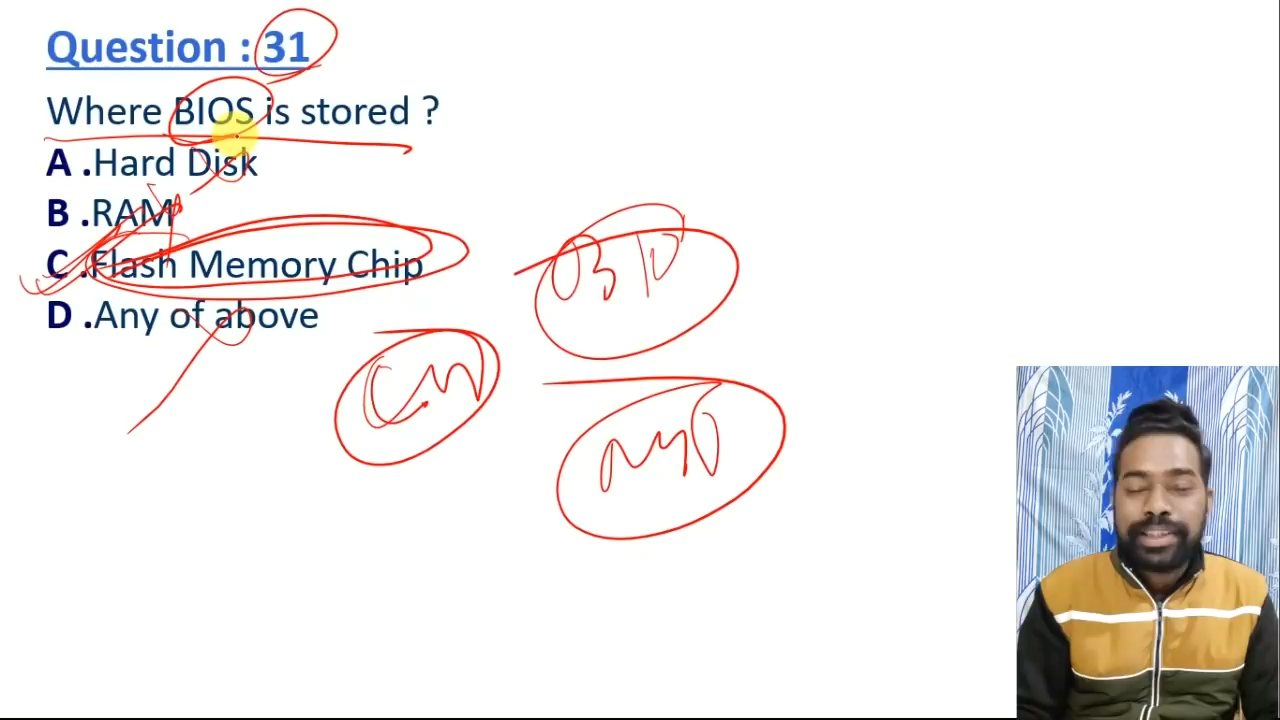 Question : 31
Where BIOS is stored ?
A .Hard Disk
B .RAM
C .Flash Memory Chip
D .Any of above